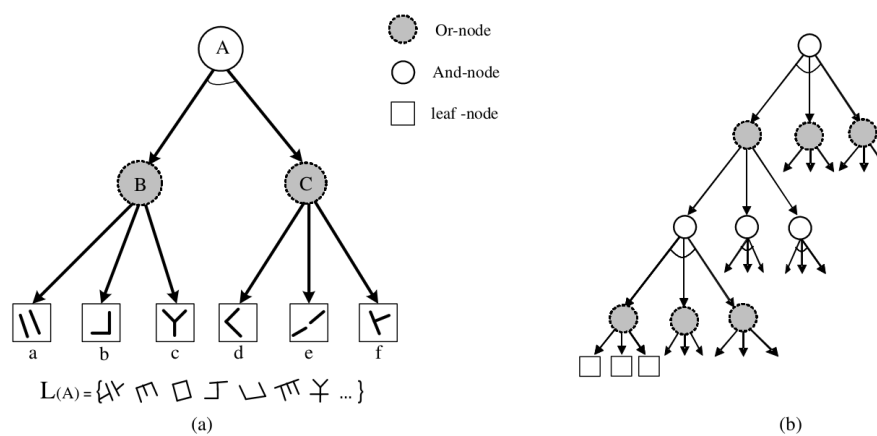 A
Or-node
And-node
leaf -node
B
C
a b c d e f
L(A) = { ... }
(a)
(b)